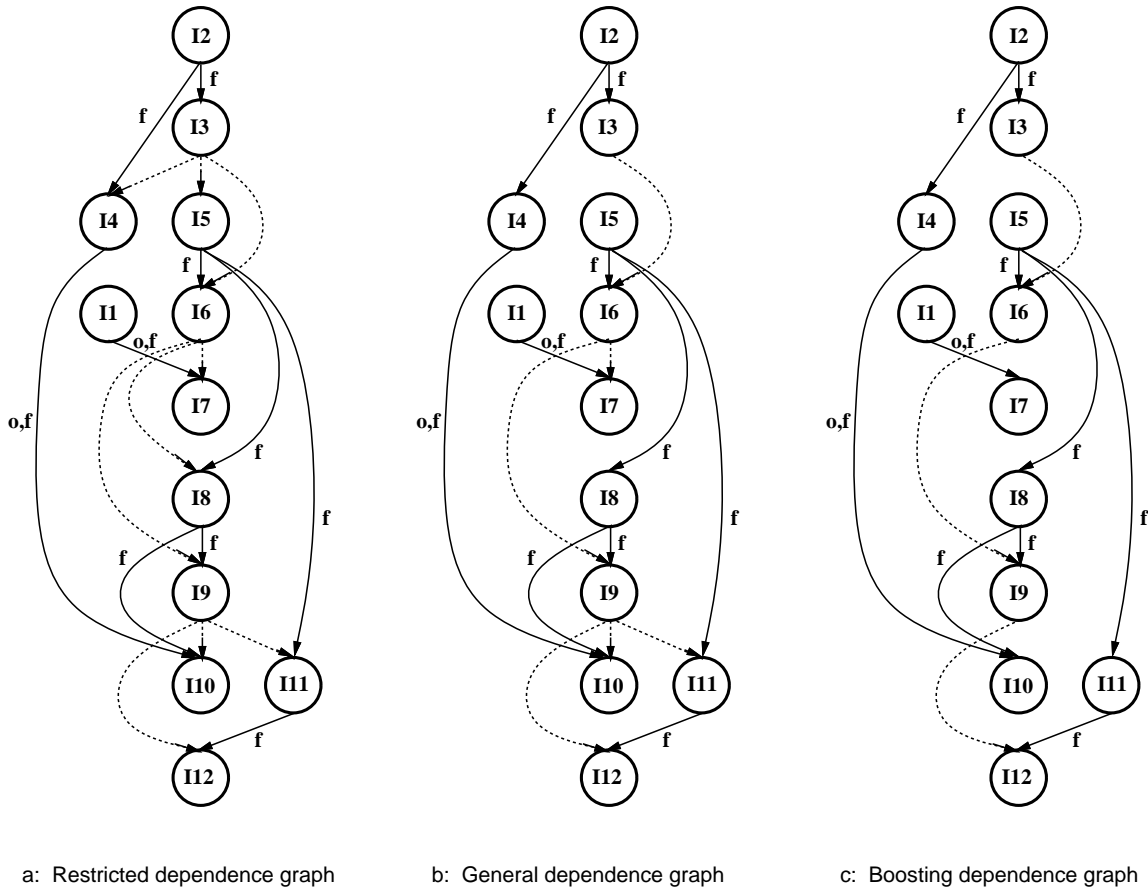 I2
f
f
I3
I4
I5
f
I1
I6
o,f
o,f
I7
f
I8
f
f
f
I9
I10
I11
f
I12
a: Restricted dependence graph
I2
f
f
I3
I4
I5
f
I1
I6
o,f
o,f
I7
f
I8
f
f
f
I9
I10
I11
f
I12
b: General dependence graph
I2
f
f
I3
I4
I5
f
I1
I6
o,f
o,f
I7
f
I8
f
f
f
I9
I10
I11
f
I12
c: Boosting dependence graph